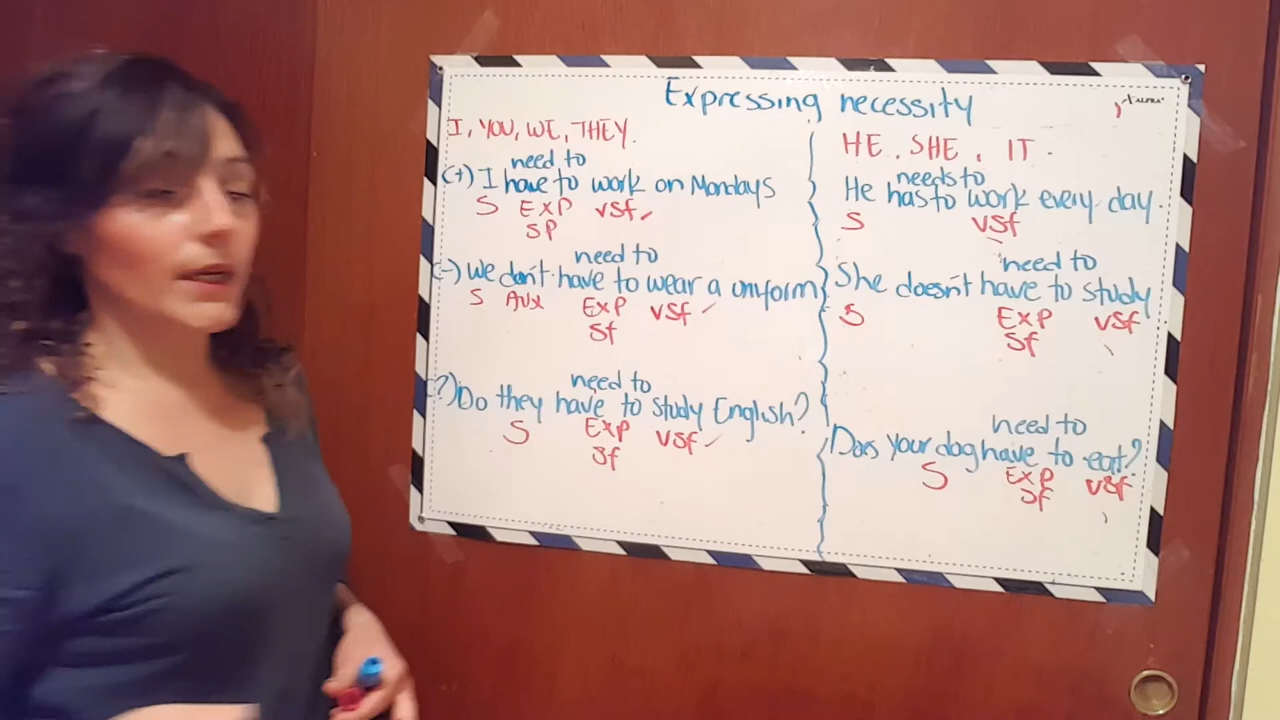 Expressing necessity
ALPRA
I, YOU, WE, THEY.
need to
(+) I have to work on Mondays
S EXP VSf
SP
need to
(-) We don't have to wear a uniform
S AUX EXP VSf
Sf
need to
(?) Do they have to study English?
S EXP VSf
Sf
HE, SHE, IT.
needs to
He has to work every day.
S VSf
need to
She doesn't have to study
S EXP VSf
Sf
need to
Does your dog have to eat?
S EXP VSf
Sf